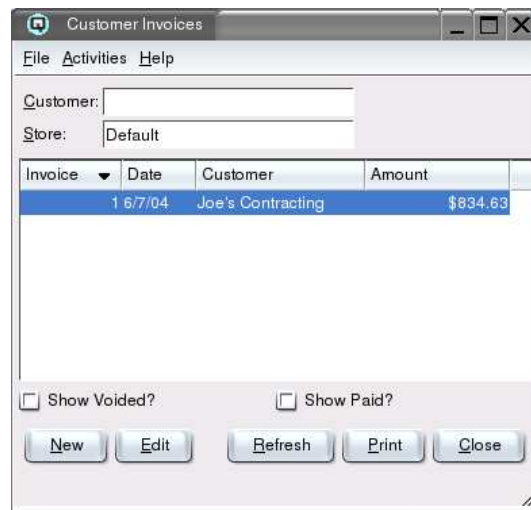 Customer Invoices
File Activities Help
Customer:
Store: Default
Invoice Date Customer Amount
1 6/7/04 Joe's Contracting $834.63
Show Voided? Show Paid?
New Edit Refresh Print Close